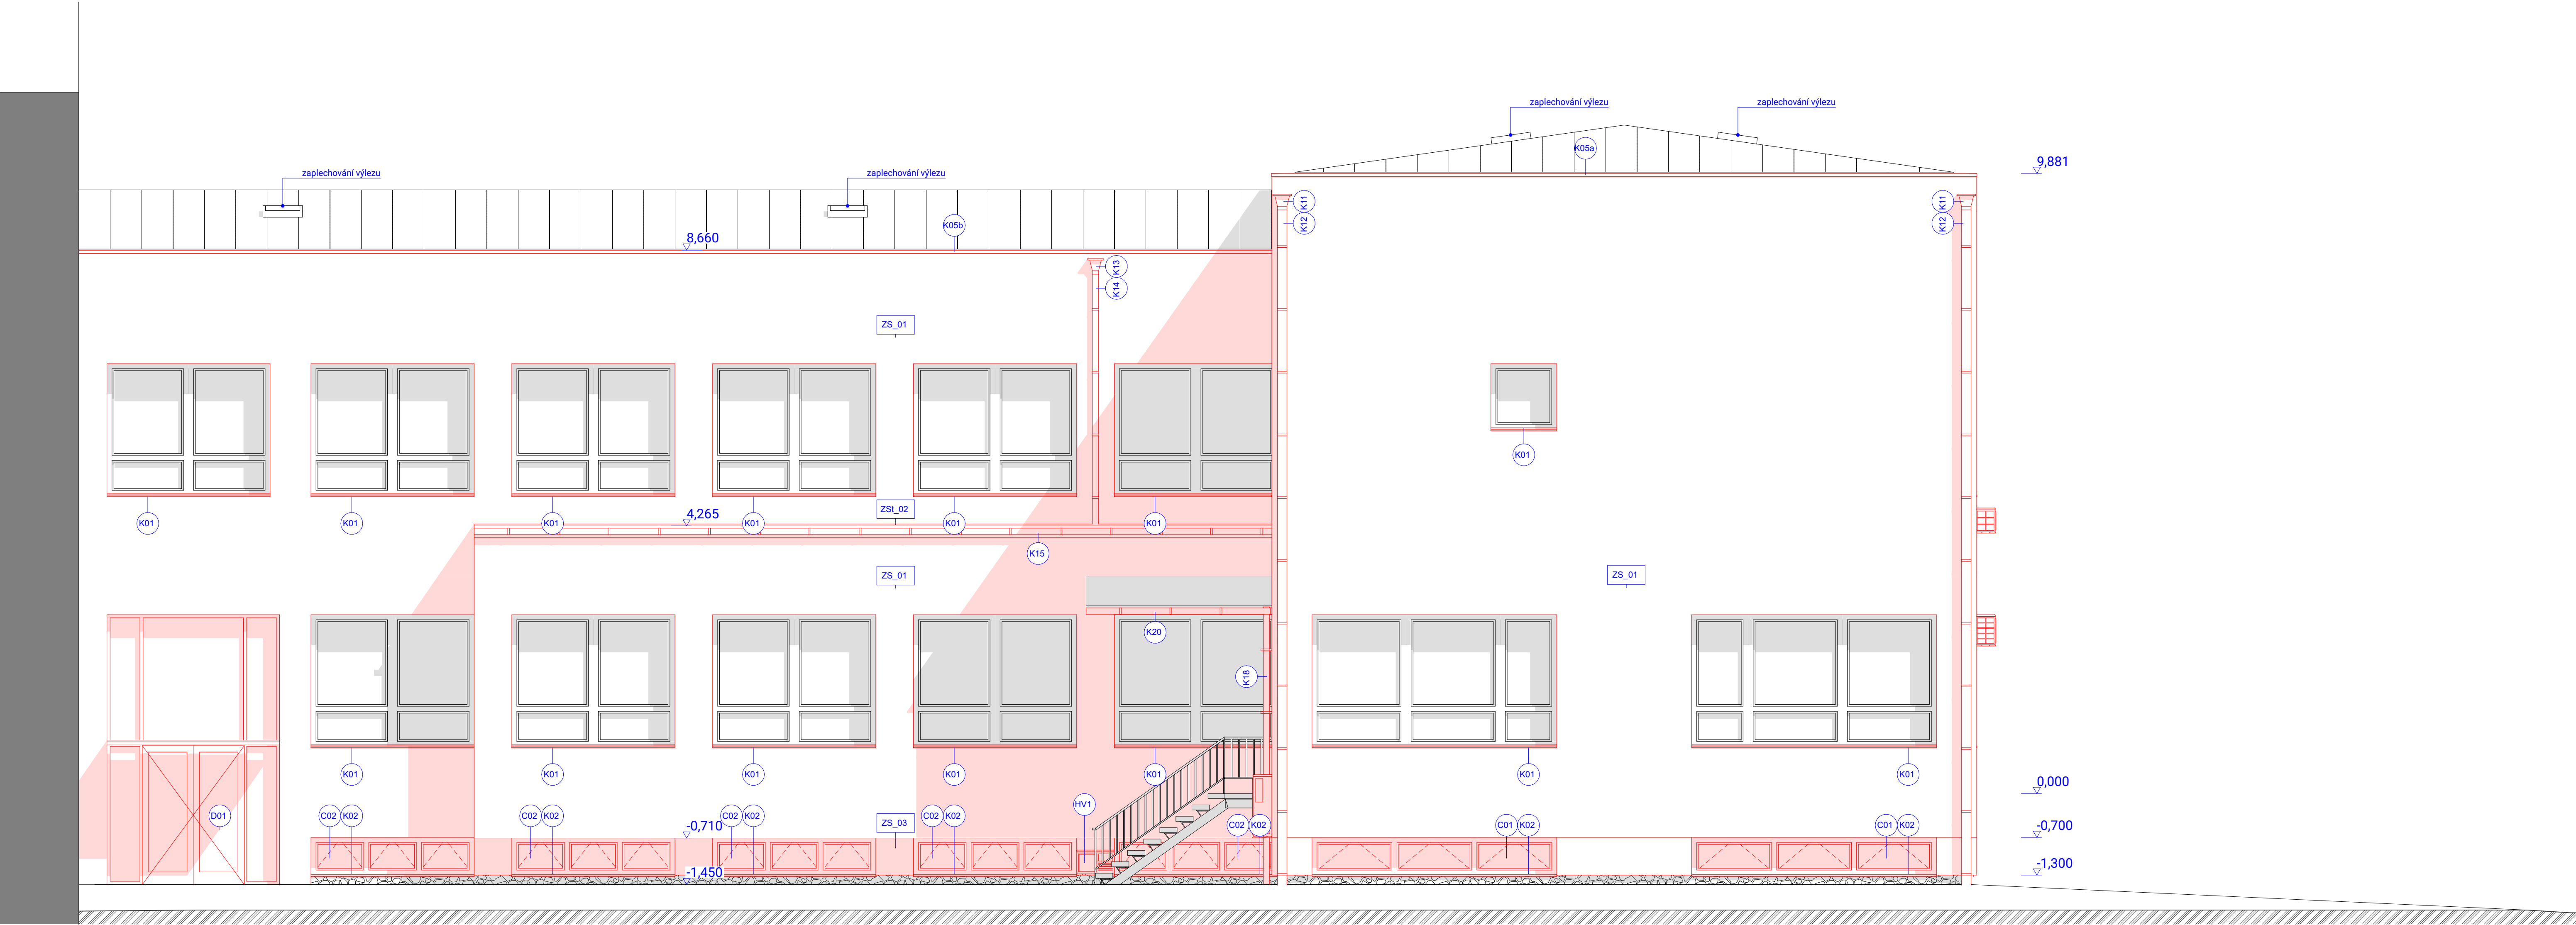 zaplechování výlezu
zaplechování výlezu
K05a
9,881
zaplechování výlezu
zaplechování výlezu
K11
K11
K12
K12
K05b
8,660
K13
K14
ZS_01
K01
ZSt_02
4,265
K01
K01
K01
K01
K01
K01
K15
ZS_01
ZS_01
K20
K18
K01
K01
K01
K01
K01
K01
K01
0,000
HV1
D01
C02
K02
C02
K02
C02
K02
C02
K02
-0,710
ZS_03
C02
K02
C01
K02
C01
K02
-0,700
-1,300
-1,450